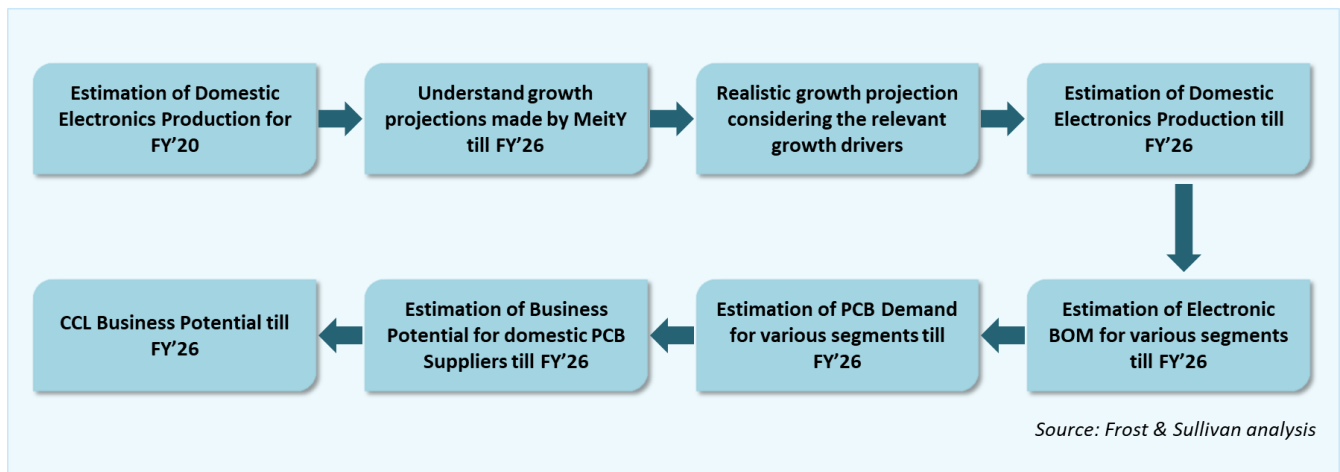 Estimation of Domestic
Electronics Production for
FY’20
Understand growth
projections made by MeitY
till FY’26
Realistic growth projection
considering the relevant
growth drivers
Estimation of Domestic
Electronics Production till
FY’26
Estimation of Electronic
BOM for various segments
till FY’26
Estimation of PCB Demand
for various segments till
FY’26
Estimation of Business
Potential for domestic PCB
Suppliers till FY’26
CCL Business Potential till
FY’26
Source: Frost & Sullivan analysis